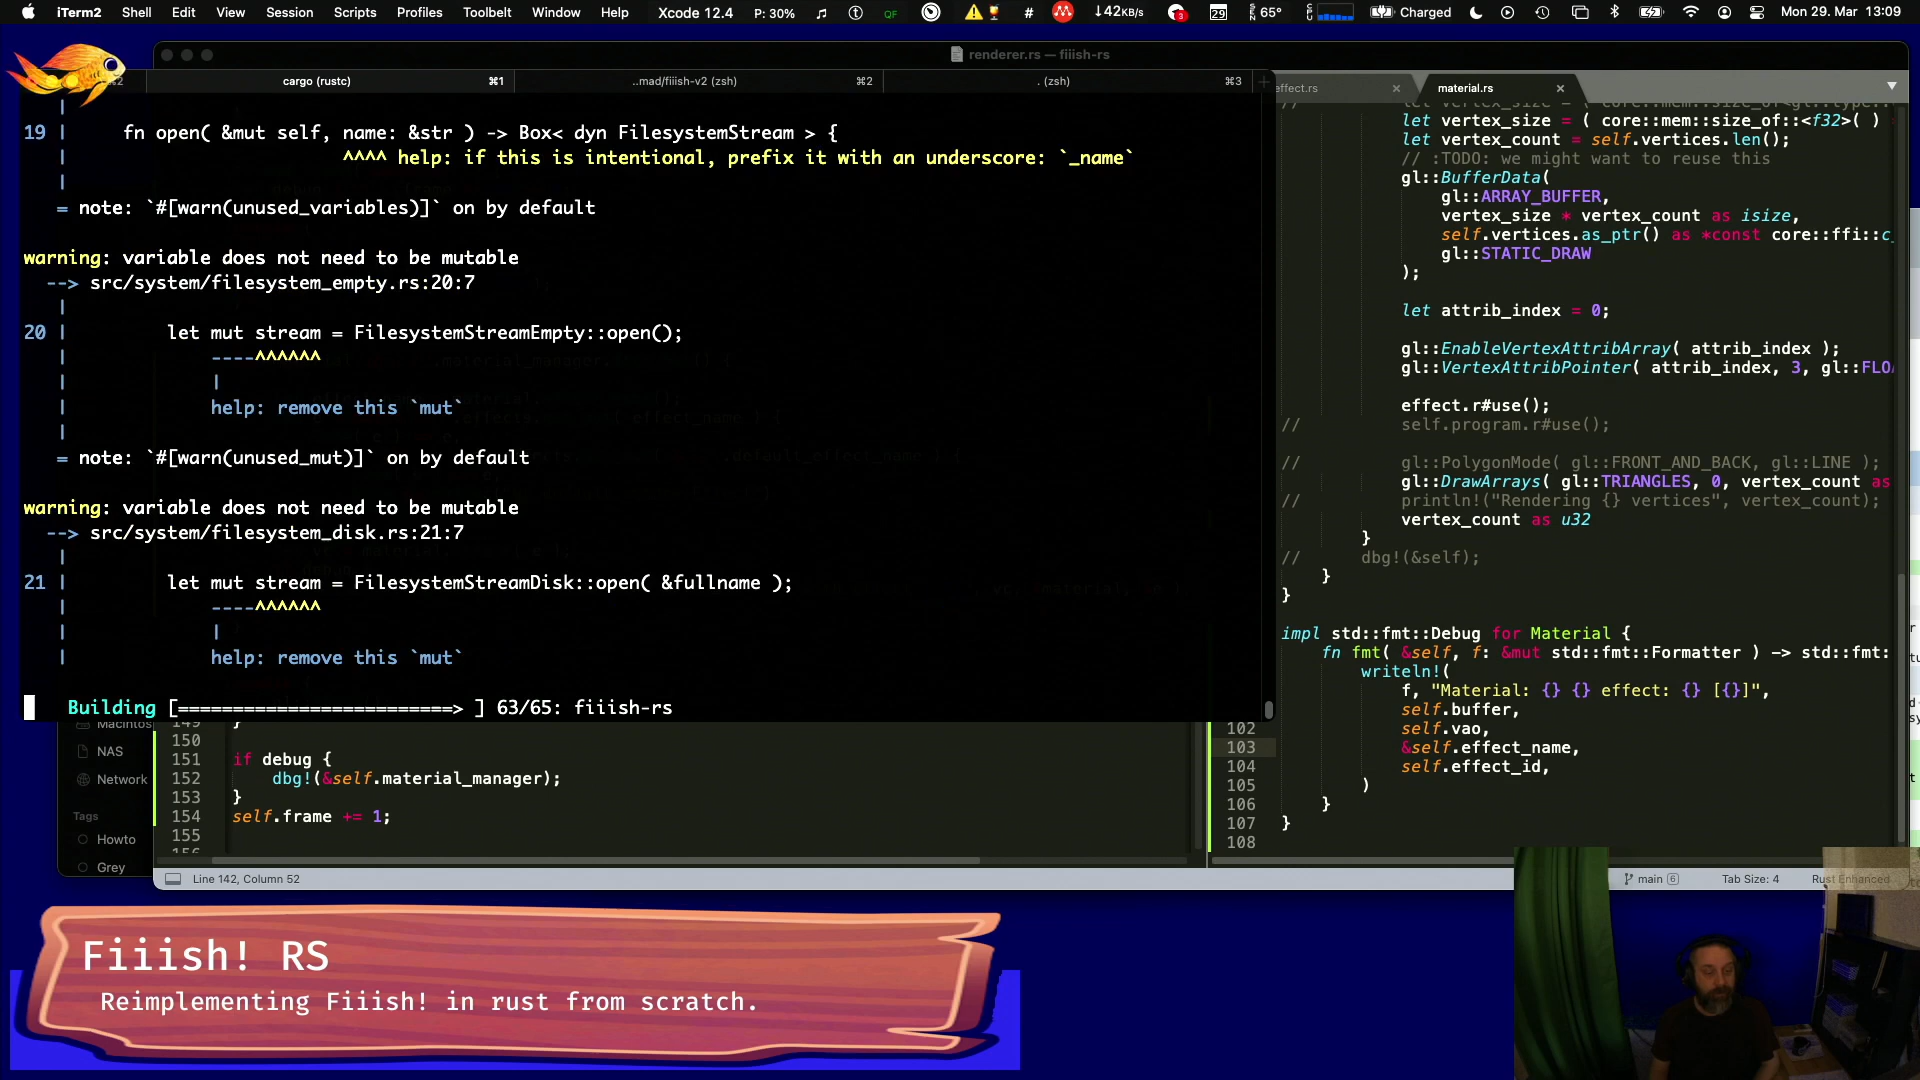 iTerm2 Shell Edit View Session Scripts Profiles Toolbelt Window Help Xcode 12.4 P: 30% QF # 3 ↓42KB/s 29 65° Charged Mon 29. Mar 13:09
renderer.rs — fiiish-rs
⌘2 cargo (rustc) ⌘1 ..mad/fiiish-v2 (zsh) ⌘2 . (zsh) ⌘3
19 | fn open( &mut self, name: &str ) -> Box< dyn FilesystemStream > {
| ^^^^ help: if this is intentional, prefix it with an underscore: `_name`
|
= note: `#[warn(unused_variables)]` on by default
warning: variable does not need to be mutable
--> src/system/filesystem_empty.rs:20:7
|
20 | let mut stream = FilesystemStreamEmpty::open();
| ----^^^^^^
| |
| help: remove this `mut`
|
= note: `#[warn(unused_mut)]` on by default
warning: variable does not need to be mutable
--> src/system/filesystem_disk.rs:21:7
|
21 | let mut stream = FilesystemStreamDisk::open( &fullname );
| ----^^^^^^
| |
| help: remove this `mut`
Building [=========================> ] 63/65: fiiish-rs
Macintos
NAS
Network
Tags
Howto
Grey
149 }
150
151 if debug {
152 dbg!(&self.material_manager);
153 }
154 self.frame += 1;
155
Line 142, Column 52
effect.rs × material.rs ×
let vertex_size = ( core::mem::size_of::<f32>( )
let vertex_count = self.vertices.len();
// :TODO: we might want to reuse this
gl::BufferData(
gl::ARRAY_BUFFER,
vertex_size * vertex_count as isize,
self.vertices.as_ptr() as *const core::ffi::c_
gl::STATIC_DRAW
);
let attrib_index = 0;
gl::EnableVertexAttribArray( attrib_index );
gl::VertexAttribPointer( attrib_index, 3, gl::FLOA
effect.r#use();
// self.program.r#use();
// gl::PolygonMode( gl::FRONT_AND_BACK, gl::LINE );
gl::DrawArrays( gl::TRIANGLES, 0, vertex_count as
// println!("Rendering {} vertices", vertex_count);
vertex_count as u32
}
// dbg!(&self);
}
}
impl std::fmt::Debug for Material {
fn fmt( &self, f: &mut std::fmt::Formatter ) -> std::fmt:
writeln!(
f, "Material: {} {} effect: {} [{}]",
self.buffer,
102 self.vao,
103 &self.effect_name,
104 self.effect_id,
105 )
106 }
107 }
108
main 6 Tab Size: 4 Rust Enhanced
Fiiish! RS
Reimplementing Fiiish! in rust from scratch.